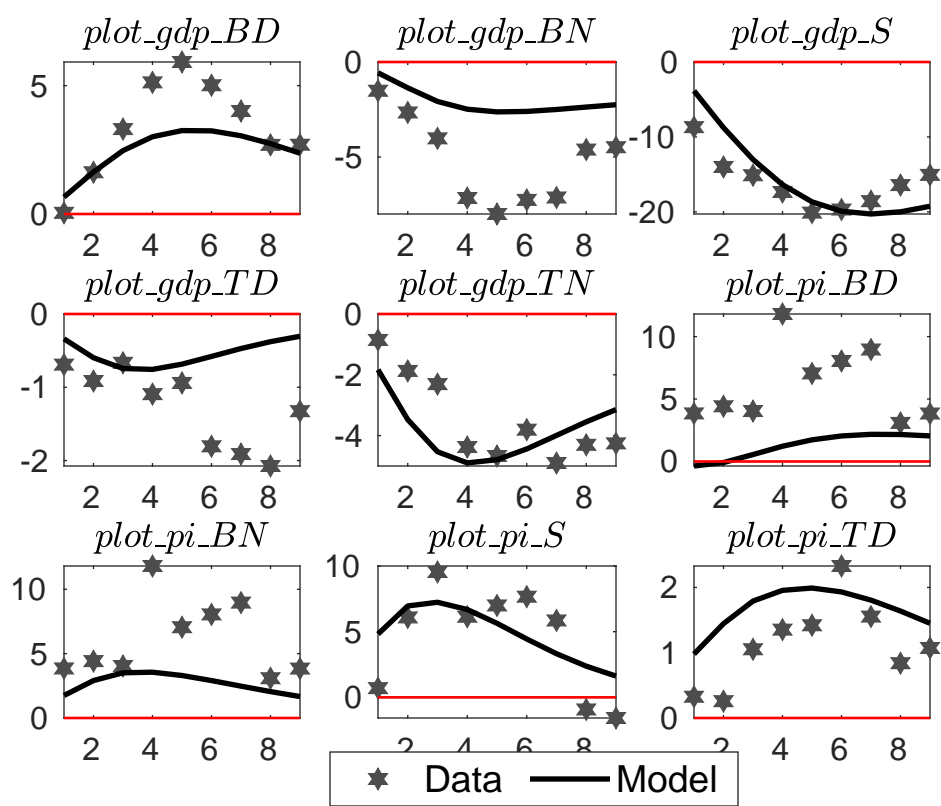 plot_gdp_BD plot_gdp_BN plot_gdp_S
5 0 2 4 6 8
0 -5 2 4 6 8
0 -10 -20 2 4 6 8
plot_gdp_TD plot_gdp_TN plot_pi_BD
0 -1 -2 2 4 6 8
0 -2 -4 2 4 6 8
10 5 0 2 4 6 8
plot_pi_BN plot_pi_S plot_pi_TD
10 5 0 2 4 6 8
10 5 0 2 4 6 8
2 1 0 2 4 6 8
Data Model